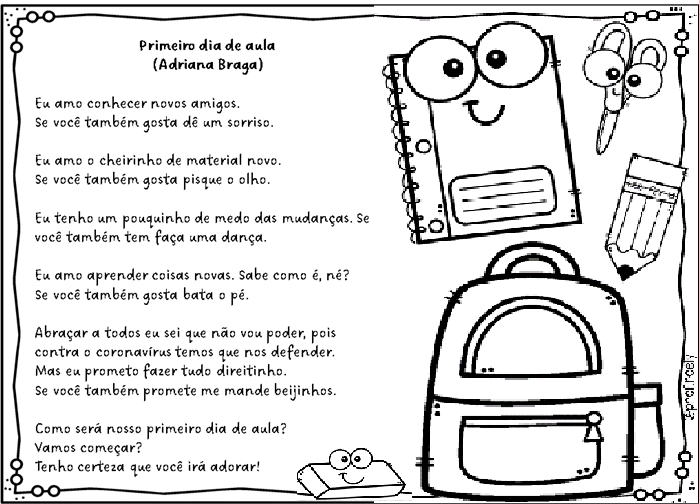 Primeiro dia de aula
(Adriana Braga)
Eu amo conhecer novos amigos.
Se você também gosta dê um sorriso.
Eu amo o cheirinho de material novo.
Se você também gosta pisque o olho.
Eu tenho um pouquinho de medo das mudanças. Se
você também tem faça uma dança.
Eu amo aprender coisas novas. Sabe como é, né?
Se você também gosta bata o pé.
Abraçar a todos eu sei que não vou poder, pois
contra o coronavírus temos que nos defender.
Mas eu prometo fazer tudo direitinho.
Se você também promete me mande beijinhos.
Como será nosso primeiro dia de aula?
Vamos começar?
Tenho certeza que você irá adorar!